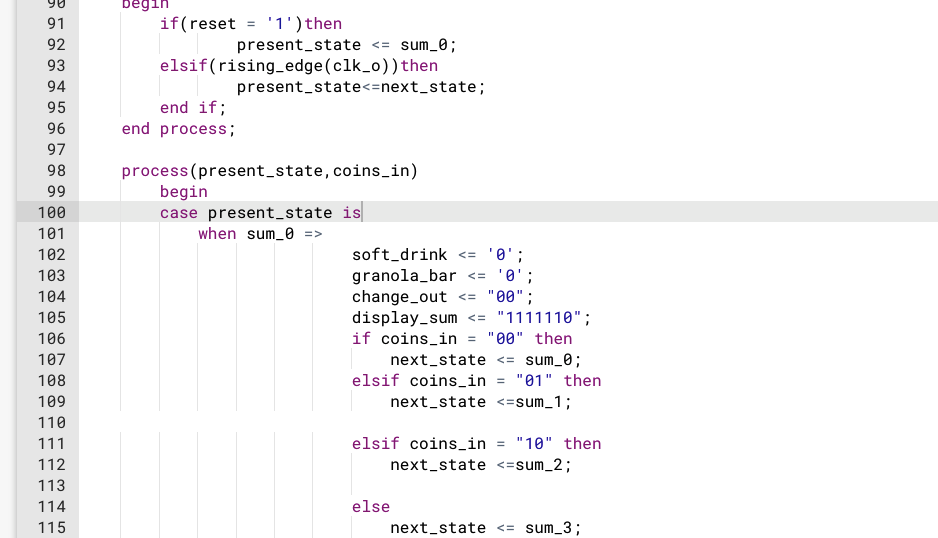 90 begin
91 if(reset = '1')then
92 present_state <= sum_0;
93 elsif(rising_edge(clk_o))then
94 present_state<=next_state;
95 end if;
96 end process;
97
98 process(present_state,coins_in)
99 begin
100 case present_state is
101 when sum_0 =>
102 soft_drink <= '0';
103 granola_bar <= '0';
104 change_out <= "00";
105 display_sum <= "1111110";
106 if coins_in = "00" then
107 next_state <= sum_0;
108 elsif coins_in = "01" then
109 next_state <=sum_1;
110
111 elsif coins_in = "10" then
112 next_state <=sum_2;
113
114 else
115 next_state <= sum_3;